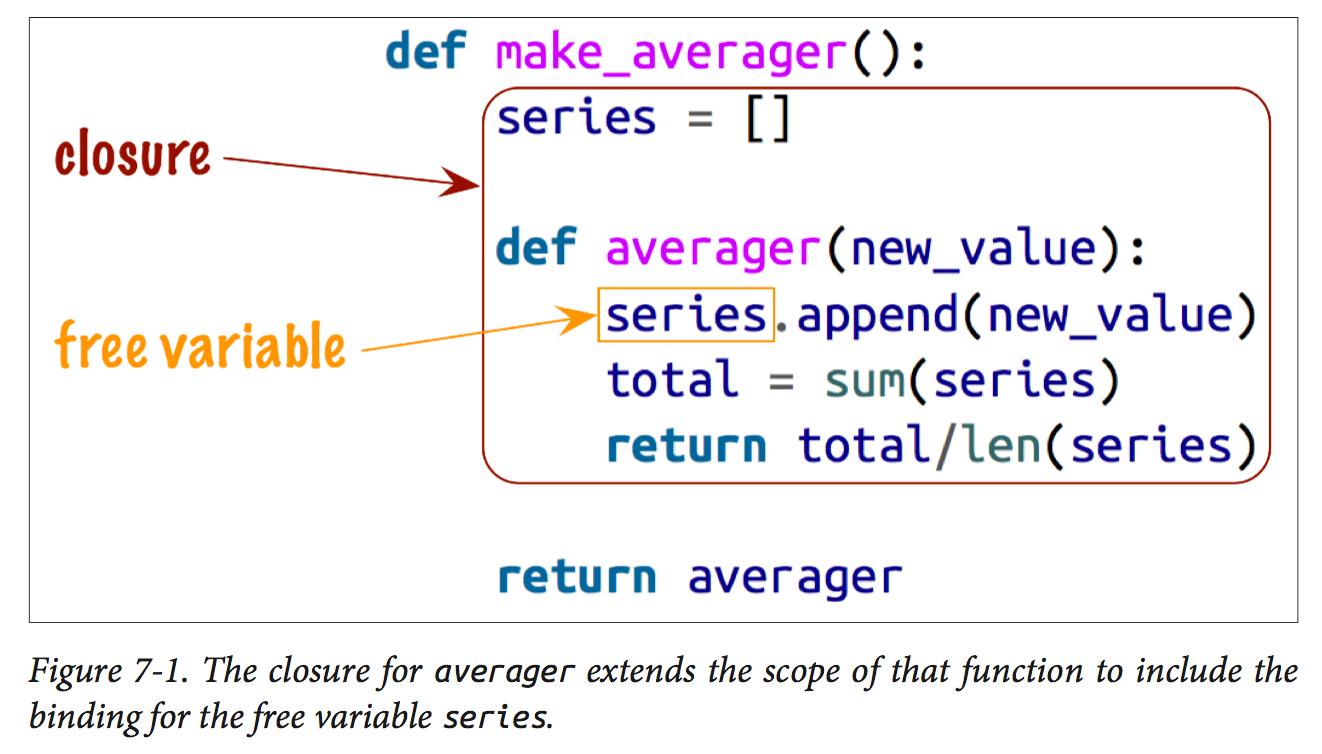 def make_averager():
series = []
closure
def averager(new_value):
series.append(new_value)
free variable
total = sum(series)
return total/len(series)
return averager
Figure 7-1. The closure for averager extends the scope of that function to include the
binding for the free variable series.